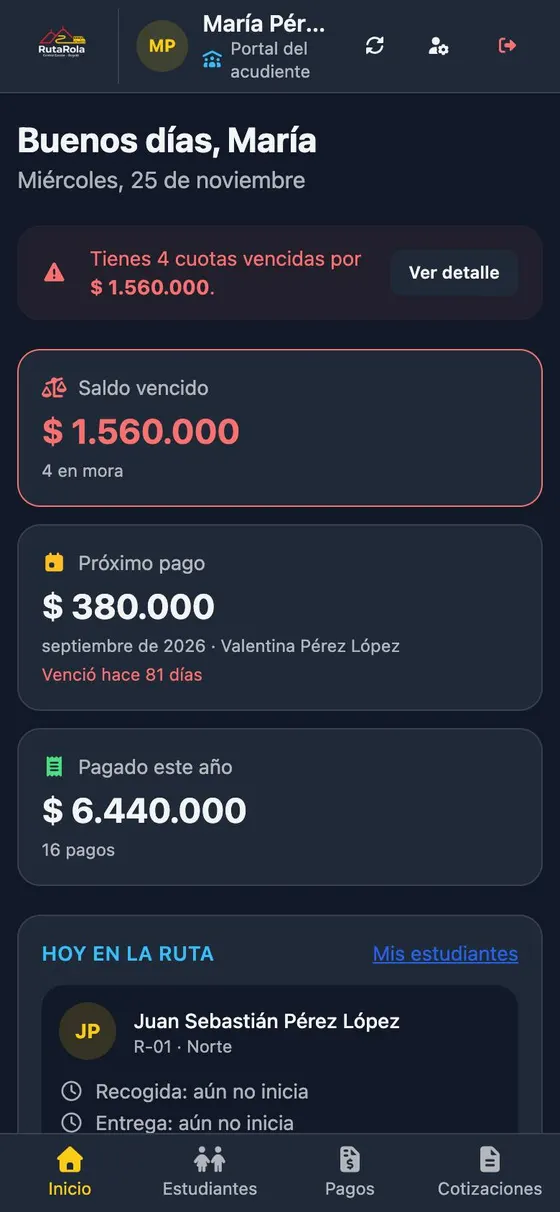 RutaRola
MP
María Pér...
Portal del
acudiente
Buenos días, María
Miércoles, 25 de noviembre
Tienes 4 cuotas vencidas por
$ 1.560.000.
Ver detalle
Saldo vencido
$ 1.560.000
4 en mora
Próximo pago
$ 380.000
septiembre de 2026 · Valentina Pérez López
Venció hace 81 días
Pagado este año
$ 6.440.000
16 pagos
HOY EN LA RUTA
Mis estudiantes
JP
Juan Sebastián Pérez López
R-01 · Norte
Recogida: aún no inicia
Entrega: aún no inicia
Inicio
Estudiantes
Pagos
Cotizaciones